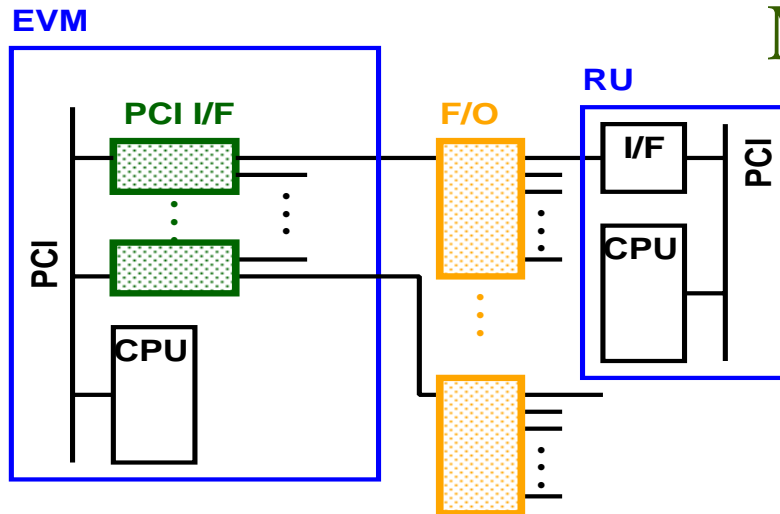 EVM
RU
PCI I/F
F/O
I/F
PCI
PCI
CPU
CPU